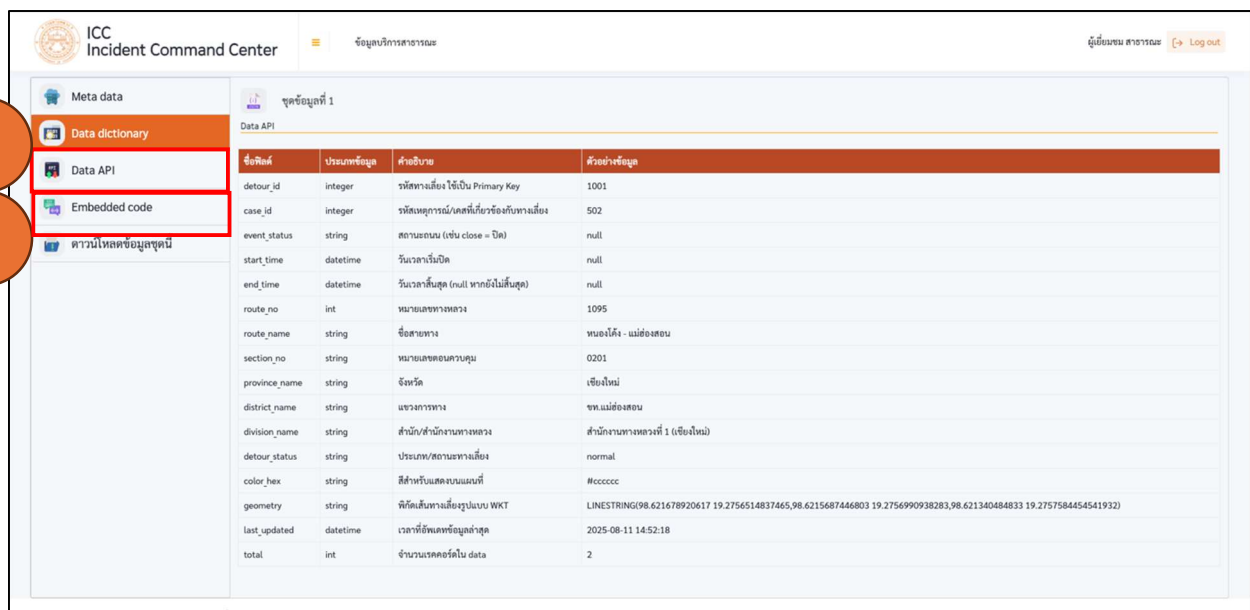 ICC
Incident Command Center
ข้อมูลบริการสาธารณะ
ผู้เยี่ยมชม สาธารณะ Log out
Meta data
Data dictionary
Data API
Embedded code
ดาวน์โหลดข้อมูลชุดนี้
ชุดข้อมูลที่ 1
Data API
ชื่อฟิลด์ ประเภทข้อมูล คำอธิบาย ตัวอย่างข้อมูล
detour_id integer รหัสทางเลี่ยง ใช้เป็น Primary Key 1001
case_id integer รหัสเหตุการณ์/เคสที่เกี่ยวข้องกับทางเลี่ยง 502
event_status string สถานะถนน (เช่น close = ปิด) null
start_time datetime วันเวลาเริ่มปิด null
end_time datetime วันเวลาสิ้นสุด (null หากยังไม่สิ้นสุด) null
route_no int หมายเลขทางหลวง 1095
route_name string ชื่อสายทาง หนองโค้ง - แม่ฮ่องสอน
section_no string หมายเลขตอนควบคุม 0201
province_name string จังหวัด เชียงใหม่
district_name string แขวงการทาง ขท.แม่ฮ่องสอน
division_name string สำนัก/สำนักงานทางหลวง สำนักงานทางหลวงที่ 1 (เชียงใหม่)
detour_status string ประเภท/สถานะทางเลี่ยง normal
color_hex string สีสำหรับแสดงบนแผนที่ #cccccc
geometry string พิกัดเส้นทางเลี่ยงรูปแบบ WKT LINESTRING(98.621678920617 19.2756514837465,98.6215687446803 19.2756990938283,98.621340484833 19.2757584454541932)
last_updated datetime เวลาที่อัพเดทข้อมูลล่าสุด 2025-08-11 14:52:18
total int จำนวนเรคคอร์ดใน data 2